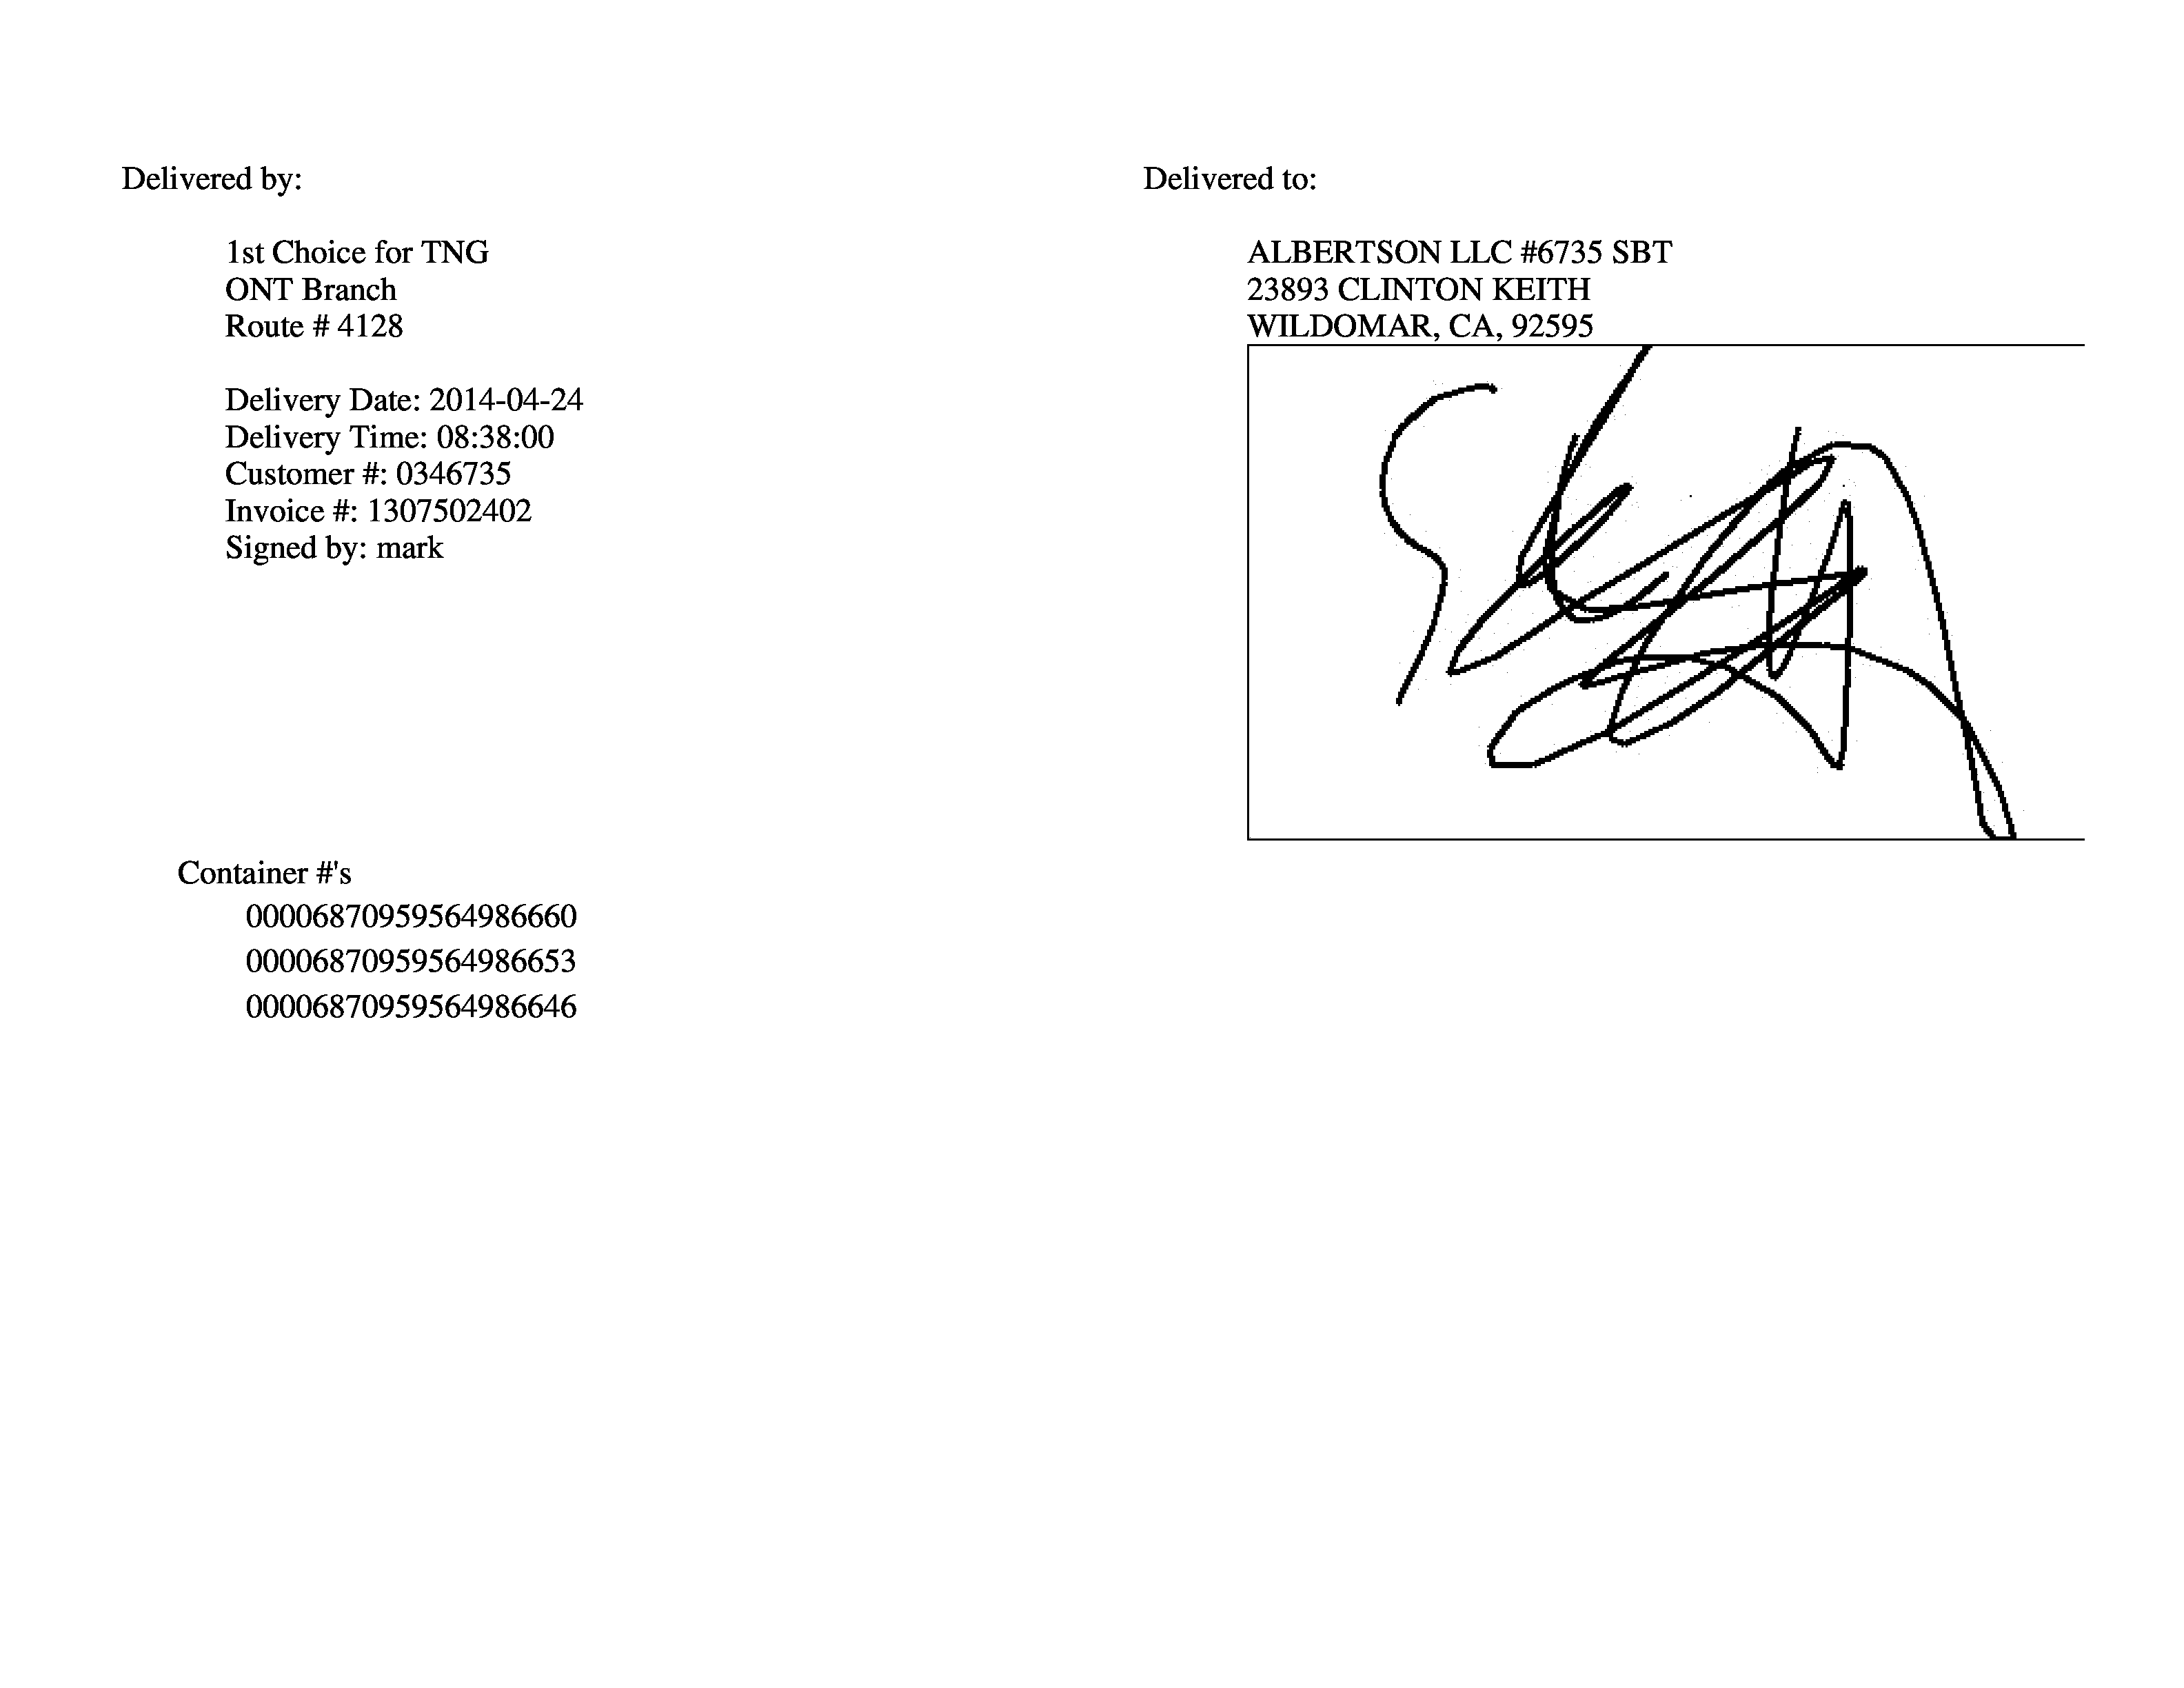 Delivered by:
1st Choice for TNG
ONT Branch
Route # 4128
Delivery Date: 2014-04-24
Delivery Time: 08:38:00
Customer #: 0346735
Invoice #: 1307502402
Signed by: mark
Delivered to:
ALBERTSON LLC #6735 SBT
23893 CLINTON KEITH
WILDOMAR, CA, 92595
Container #'s
00006870959564986660
00006870959564986653
00006870959564986646